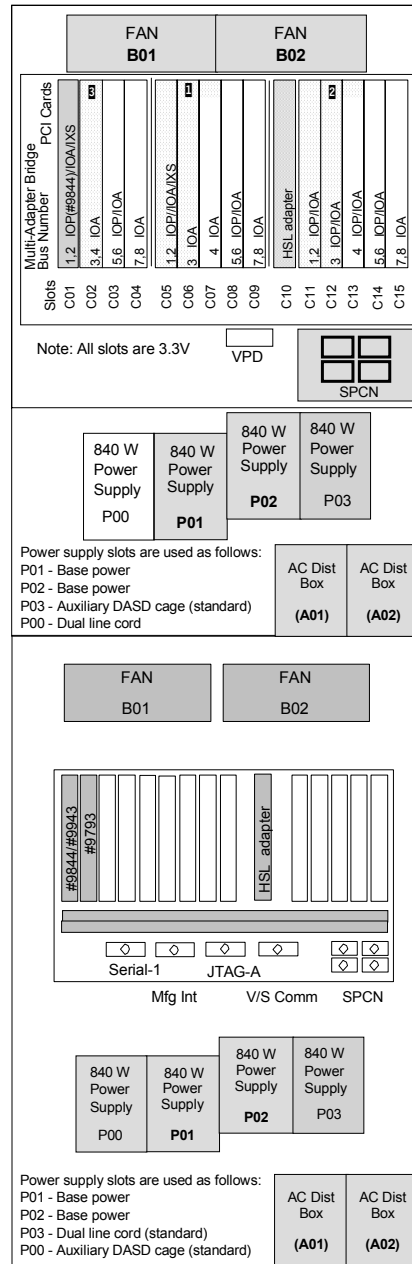 FAN
B01
FAN
B02
Multi-Adapter Bridge
Bus Number
PCI Cards
1,2 IOP(#9844)/IOA/IXS
3,4 IOA
3
5,6 IOP/IOA
7,8 IOA
1,2 IOP/IOA/IXS
3 IOA
1
4 IOA
5,6 IOP/IOA
7,8 IOA
HSL adapter
1,2 IOP/IOA
3 IOP/IOA
2
4 IOP/IOA
5,6 IOP/IOA
7,8 IOA
Slots
C01
C02
C03
C04
C05
C06
C07
C08
C09
C10
C11
C12
C13
C14
C15
Note: All slots are 3.3V
VPD
SPCN
840 W
Power
Supply
P00
840 W
Power
Supply
P01
840 W
Power
Supply
P02
840 W
Power
Supply
P03
Power supply slots are used as follows:
P01 - Base power
P02 - Base power
P03 - Auxiliary DASD cage (standard)
P00 - Dual line cord
AC Dist
Box
(A01)
AC Dist
Box
(A02)
FAN
B01
FAN
B02
#9844/#9943
#9793
HSL adapter
Serial-1
JTAG-A
Mfg Int
V/S Comm
SPCN
840 W
Power
Supply
P00
840 W
Power
Supply
P01
840 W
Power
Supply
P02
840 W
Power
Supply
P03
Power supply slots are used as follows:
P01 - Base power
P02 - Base power
P03 - Dual line cord (standard)
P00 - Auxiliary DASD cage (standard)
AC Dist
Box
(A01)
AC Dist
Box
(A02)